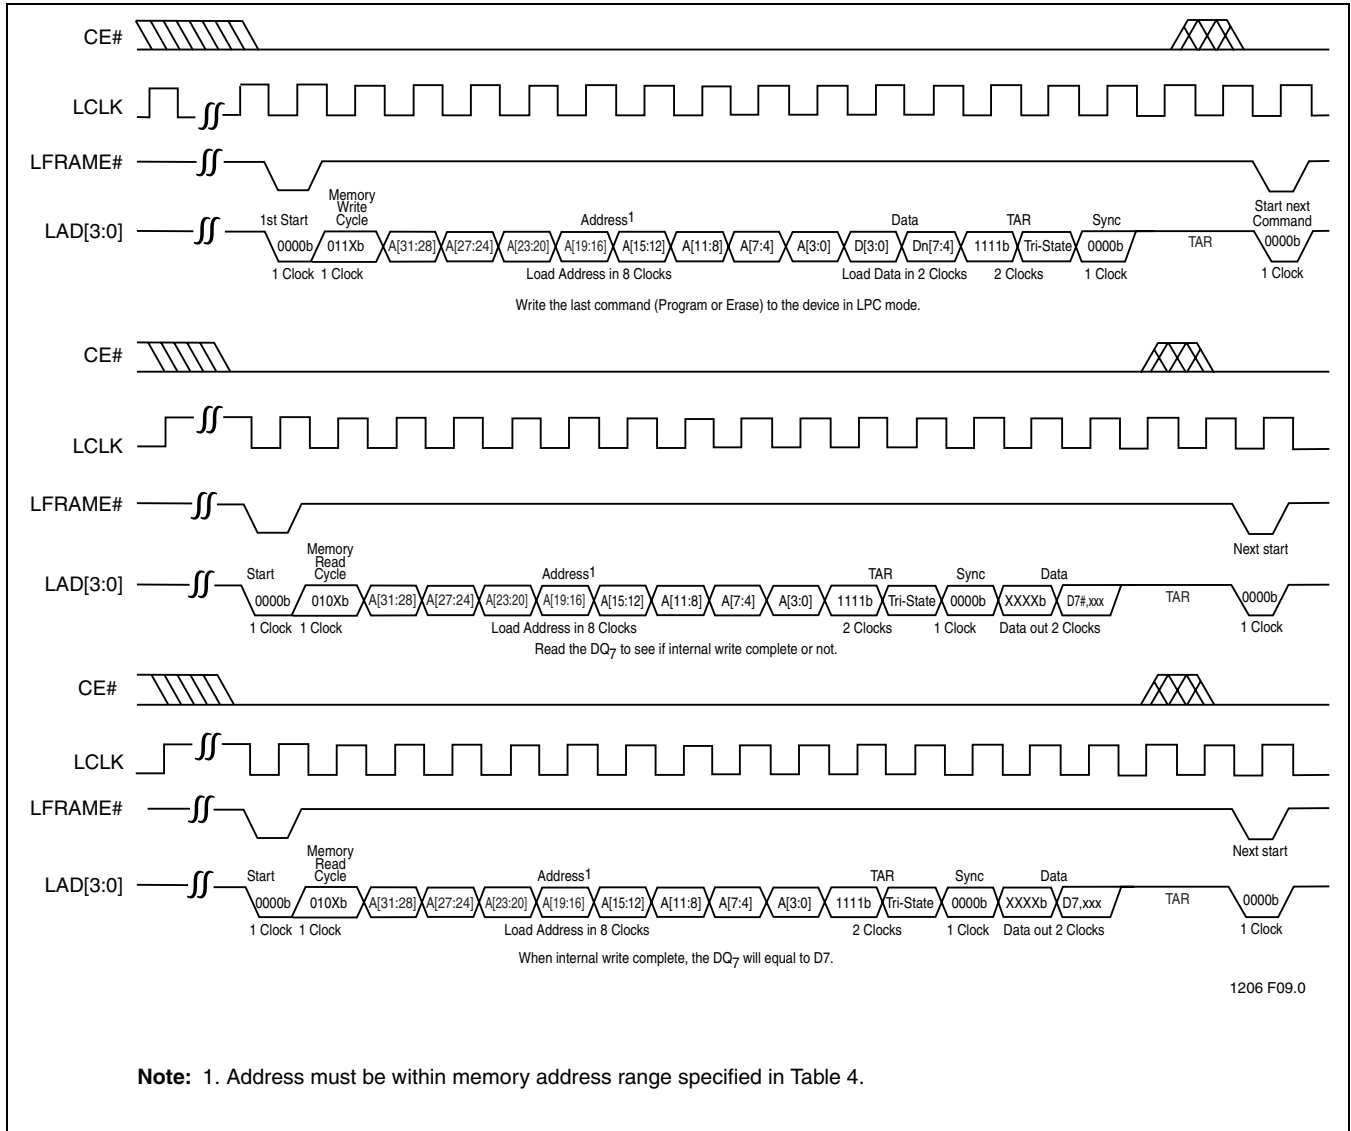 CE#
LCLK
LFRAME#
Memory
Write
1st Start Cycle Address1 Data TAR Sync Start next
Command
LAD[3:0] 0000b 011Xb A[31:28] A[27:24] A[23:20] A[19:16] A[15:12] A[11:8] A[7:4] A[3:0] D[3:0] Dn[7:4] 1111b Tri-State 0000b TAR 0000b
1 Clock 1 Clock Load Address in 8 Clocks Load Data in 2 Clocks 2 Clocks 1 Clock 1 Clock
Write the last command (Program or Erase) to the device in LPC mode.
CE#
LCLK
LFRAME#
Next start
Memory
Read
Start Cycle Address1 TAR Sync Data
LAD[3:0] 0000b 010Xb A[31:28] A[27:24] A[23:20] A[19:16] A[15:12] A[11:8] A[7:4] A[3:0] 1111b Tri-State 0000b XXXXb D7#,xxx TAR 0000b
1 Clock 1 Clock Load Address in 8 Clocks 2 Clocks 1 Clock Data out 2 Clocks 1 Clock
Read the DQ7 to see if internal write complete or not.
CE#
LCLK
LFRAME#
Next start
Memory
Read
Start Cycle Address1 TAR Sync Data
LAD[3:0] 0000b 010Xb A[31:28] A[27:24] A[23:20] A[19:16] A[15:12] A[11:8] A[7:4] A[3:0] 1111b Tri-State 0000b XXXXb D7,xxx TAR 0000b
1 Clock 1 Clock Load Address in 8 Clocks 2 Clocks 1 Clock Data out 2 Clocks 1 Clock
When internal write complete, the DQ7 will equal to D7.
1206 F09.0
Note: 1. Address must be within memory address range specified in Table 4.